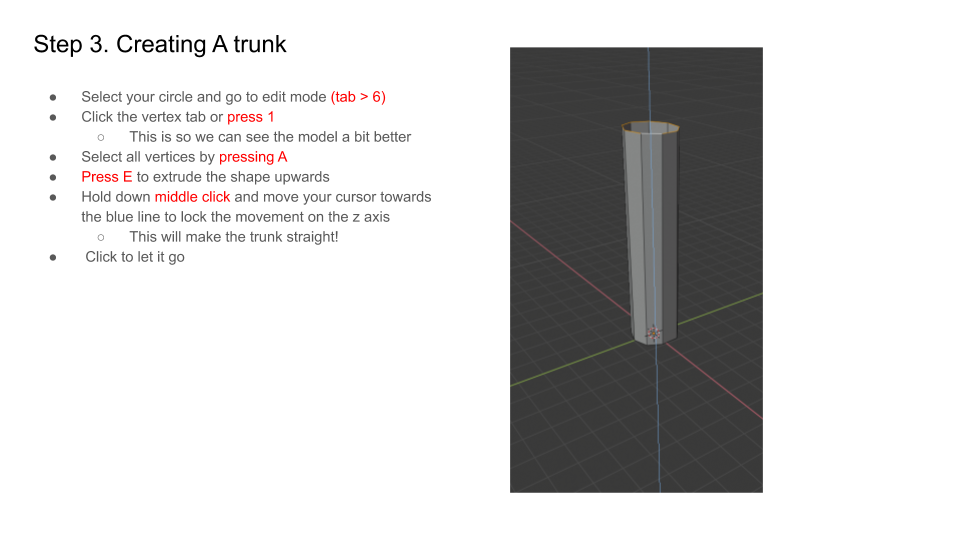 Step 3. Creating A trunk
● Select your circle and go to edit mode (tab > 6)
● Click the vertex tab or press 1
○ This is so we can see the model a bit better
● Select all vertices by pressing A
● Press E to extrude the shape upwards
● Hold down middle click and move your cursor towards
the blue line to lock the movement on the z axis
○ This will make the trunk straight!
● Click to let it go